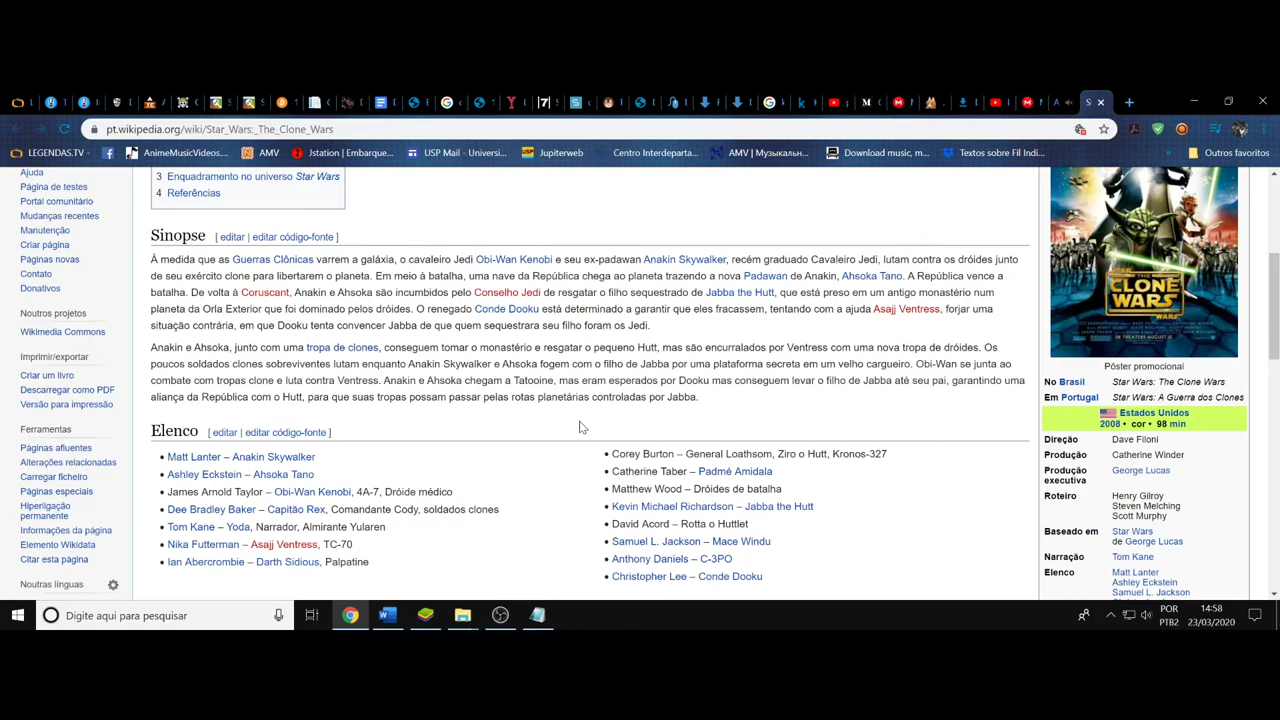 pt.wikipedia.org/wiki/Star_Wars:_The_Clone_Wars
LEGENDAS.TV
AnimeMusicVideos...
AMV
Jstation | Embarque...
USP Mail - Universi...
Jupiterweb
Centro Interdeparta...
AMV | Музыкаль...
Download music, m...
Textos sobre Fil Indi...
»
Outros favoritos
Ajuda
Página de testes
Portal comunitário
Mudanças recentes
Manutenção
Criar página
Páginas novas
Contato
Donativos
Noutros projetos
Wikimedia Commons
Imprimir/exportar
Criar um livro
Descarregar como PDF
Versão para impressão
Ferramentas
Páginas afluentes
Alterações relacionadas
Carregar ficheiro
Páginas especiais
Hiperligação
permanente
Informações da página
Elemento Wikidata
Citar esta página
Noutras línguas
3 Enquadramento no universo Star Wars
4 Referências
Sinopse [ editar | editar código-fonte ]
À medida que as Guerras Clônicas varrem a galáxia, o cavaleiro Jedi Obi-Wan Kenobi e seu ex-padawan Anakin Skywalker, recém graduado Cavaleiro Jedi, lutam contra os dróides junto
de seu exército clone para libertarem o planeta. Em meio à batalha, uma nave da República chega ao planeta trazendo a nova Padawan de Anakin, Ahsoka Tano. A República vence a
batalha. De volta à Coruscant, Anakin e Ahsoka são incumbidos pelo Conselho Jedi de resgatar o filho sequestrado de Jabba the Hutt, que está preso em um antigo monastério num
planeta da Orla Exterior que foi dominado pelos dróides. O renegado Conde Dooku está determinado a garantir que eles fracassem, tentando com a ajuda Asajj Ventress, forjar uma
situação contrária, em que Dooku tenta convencer Jabba de que quem sequestrara seu filho foram os Jedi.
Anakin e Ahsoka, junto com uma tropa de clones, conseguem invadir o monastério e resgatar o pequeno Hutt, mas são encurralados por Ventress com uma nova tropa de dróides. Os
poucos soldados clones sobreviventes lutam enquanto Anakin Skywalker e Ahsoka fogem com o filho de Jabba por uma plataforma secreta em um velho cargueiro. Obi-Wan se junta ao
combate com tropas clone e luta contra Ventress. Anakin e Ahsoka chegam a Tatooine, mas eram esperados por Dooku mas conseguem levar o filho de Jabba até seu pai, garantindo uma
aliança da República com o Hutt, para que suas tropas possam passar pelas rotas planetárias controladas por Jabba.
Elenco [ editar | editar código-fonte ]
Matt Lanter – Anakin Skywalker
Ashley Eckstein – Ahsoka Tano
James Arnold Taylor – Obi-Wan Kenobi, 4A-7, Dróide médico
Dee Bradley Baker – Capitão Rex, Comandante Cody, soldados clones
Tom Kane – Yoda, Narrador, Almirante Yularen
Nika Futterman – Asajj Ventress, TC-70
Ian Abercrombie – Darth Sidious, Palpatine
Corey Burton – General Loathsom, Ziro o Hutt, Kronos-327
Catherine Taber – Padmé Amidala
Matthew Wood – Dróides de batalha
Kevin Michael Richardson – Jabba the Hutt
David Acord – Rotta o Huttlet
Samuel L. Jackson – Mace Windu
Anthony Daniels – C-3PO
Christopher Lee – Conde Dooku
STAR WARS
THE
CLONE
WARS
Pôster promocional
No Brasil Star Wars: The Clone Wars
Em Portugal Star Wars: A Guerra dos Clones
Estados Unidos
2008 • cor • 98 min
Direção Dave Filoni
Produção Catherine Winder
Produção George Lucas
executiva
Roteiro Henry Gilroy
Steven Melching
Scott Murphy
Baseado em Star Wars
de George Lucas
Narração Tom Kane
Elenco Matt Lanter
Ashley Eckstein
Samuel L. Jackson
Digite aqui para pesquisar
POR
PTB2
14:58
23/03/2020